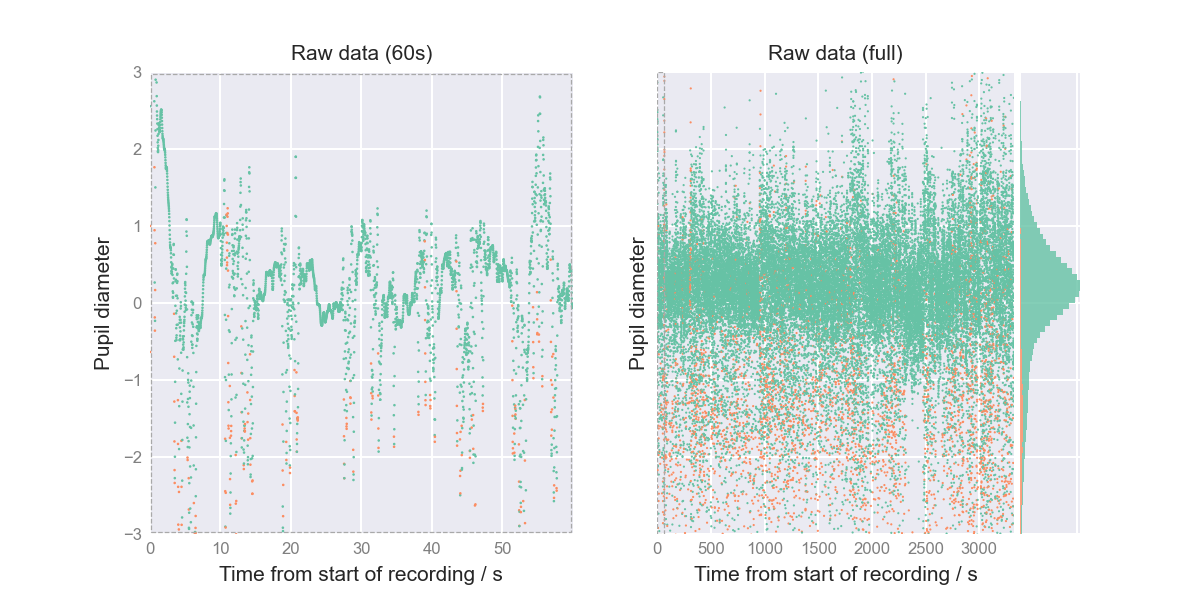 Raw data (60s)
Raw data (full)
Pupil diameter
3
2
1
0
−1
−2
−3
0 10 20 30 40 50
Time from start of recording / s
Pupil diameter
0 500 1000 1500 2000 2500 3000
Time from start of recording / s